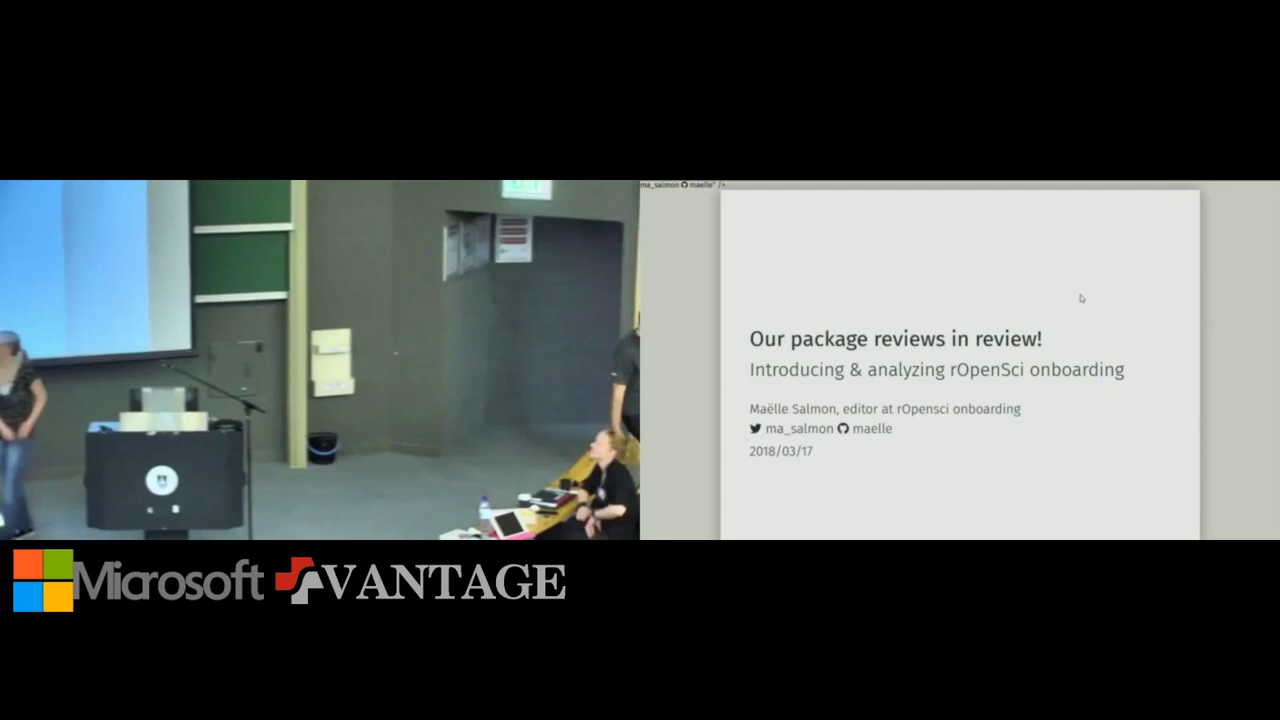 ma_salmon maelle" />
Our package reviews in review!
Introducing & analyzing rOpenSci onboarding
Maëlle Salmon, editor at rOpensci onboarding
ma_salmon maelle
2018/03/17
Microsoft VANTAGE